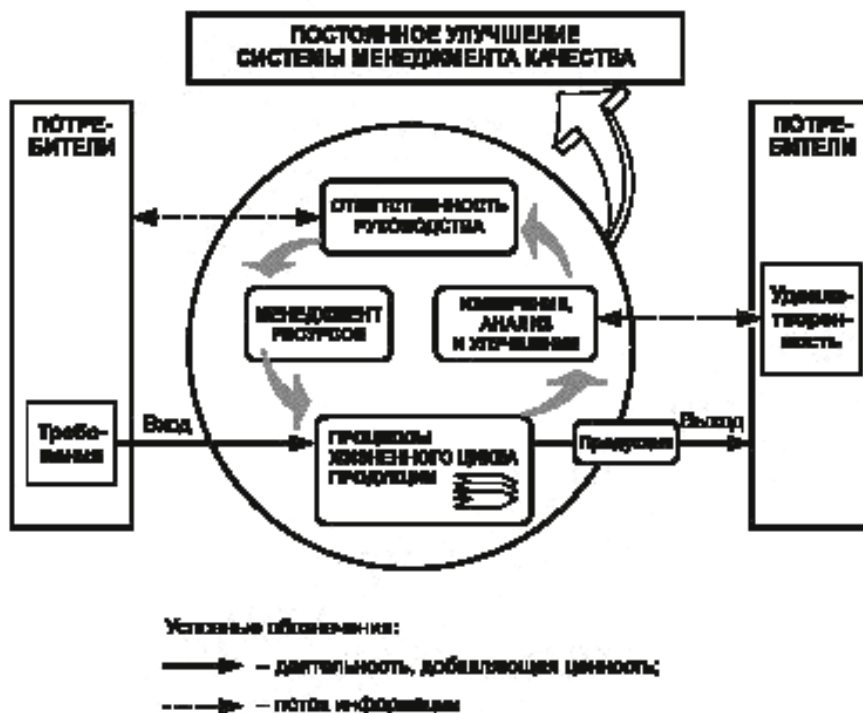 ПОСТОЯННОЕ УЛУЧШЕНИЕ
СИСТЕМЫ МЕНЕДЖМЕНТА КАЧЕСТВА
ПОТРЕ-
БИТЕЛИ
ПОТРЕ-
БИТЕЛИ
ОТВЕТСТВЕННОСТЬ
РУКОВОДСТВА
МЕНЕДЖМЕНТ
РЕСУРСОВ
ИЗМЕРЕНИЕ,
АНАЛИЗ
И УЛУЧШЕНИЕ
Удовле-
творен-
ность
Требо-
вания
Вход
ПРОЦЕССЫ
ЖИЗНЕННОГО ЦИКЛА
ПРОДУКЦИИ
Продукция
Выход
Условные обозначения:
– деятельность, добавляющая ценность;
– поток информации